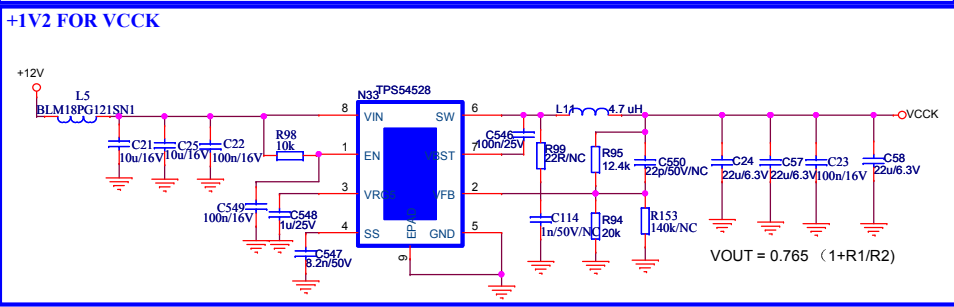 +1V2 FOR VCCK
+12V
L5
BLM18PG121SN1
C21
10u/16V
C25
10u/16V
C22
100n/16V
R98
10k
C549
100n/16V
C548
1u/25V
C547
8.2n/50V
N33
TPS54528
8
VIN
1
EN
3
4
SS
EPAD
9
SW
6
VBST
7
VFB
2
GND
5
C546
100n/25V
R99
22R/NC
C114
1n/50V/NC
L11
4.7 uH
R95
12.4k
R94
20k
C550
22p/50V/NC
R153
140k/NC
C24
22u/6.3V
C57
22u/6.3V
C23
100n/16V
C58
22u/6.3V
VCCK
VOUT = 0.765 （1+R1/R2)